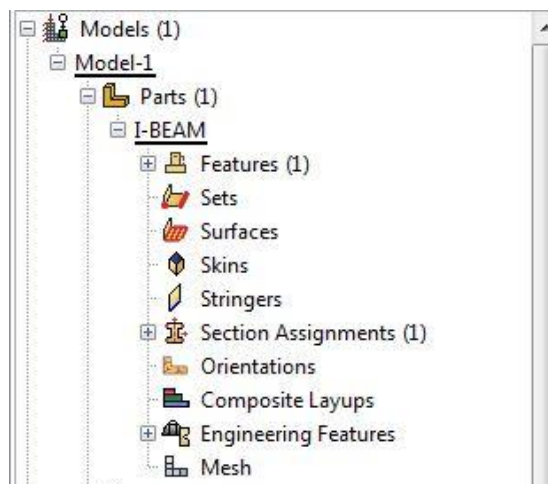 Models (1)
Model-1
Parts (1)
I-BEAM
Features (1)
Sets
Surfaces
Skins
Stringers
Section Assignments (1)
Orientations
Composite Layups
Engineering Features
Mesh